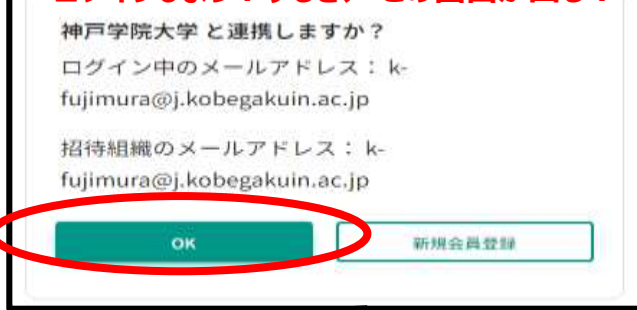 神戸学院大学 と連携しますか？
ログイン中のメールアドレス： k-
fujimura@j.kobegakuin.ac.jp
招待組織のメールアドレス： k-
fujimura@j.kobegakuin.ac.jp
OK
新規会員登録